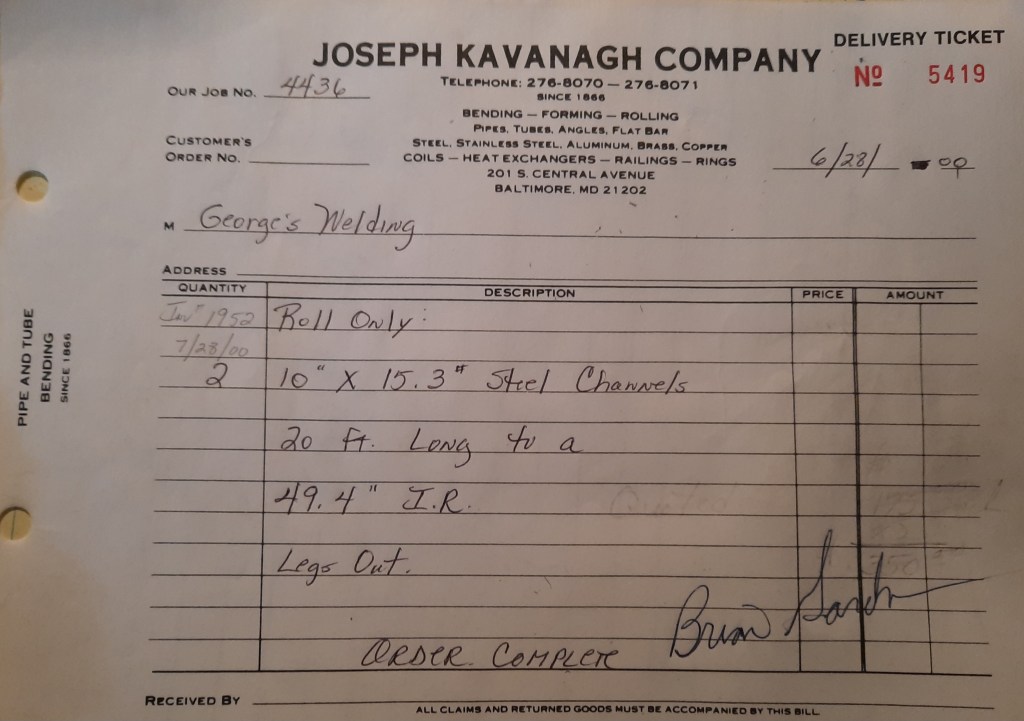 DELIVERY TICKET
JOSEPH KAVANAGH COMPANY
No 5419
TELEPHONE: 276-8070 — 276-8071
OUR JOB NO. 4436
SINCE 1866
BENDING — FORMING — ROLLING
PIPES, TUBES, ANGLES, FLAT BAR
CUSTOMER'S
STEEL, STAINLESS STEEL, ALUMINUM, BRASS, COPPER
ORDER NO.
COILS — HEAT EXCHANGERS — RAILINGS — RINGS
6/28/ 00
201 S. CENTRAL AVENUE
BALTIMORE, MD 21202
M George's Welding
ADDRESS
QUANTITY DESCRIPTION PRICE AMOUNT
Inv# 1952 Roll Only:
7/28/00
2 10" X 15.3# Steel Channels
20 Ft. Long to a
49.4" I.R.
Legs Out.
Brian
ORDER COMPLETE
RECEIVED BY
ALL CLAIMS AND RETURNED GOODS MUST BE ACCOMPANIED BY THIS BILL
PIPE AND TUBE
BENDING
SINCE 1866